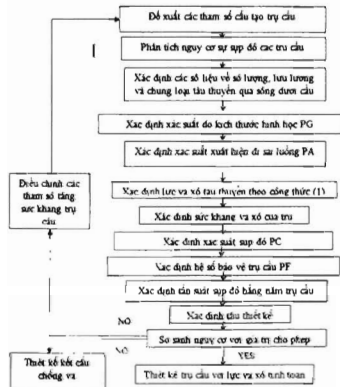 Đề xuất các tham số cấu tạo trụ cầu
Phân tích nguy cơ sự sụp đổ các trụ cầu
Xác định các số liệu về số lượng, lưu lượng
và chủng loại tàu thuyền qua sông dưới cầu
Xác định xác suất do kích thước hình học PG
Xác định xác suất xuất hiện đi sai luồng PA
Điều chỉnh các
tham số tăng
sức kháng trụ
cầu
Xác định lực va xô tàu thuyền theo công thức (1)
Xác định sức kháng va xô của trụ
Xác định xác suất sụp đổ PC
Xác định hệ số bảo vệ trụ cầu PF
Xác định tần suất sụp đổ hằng năm trụ cầu
Xác định tàu thiết kế
NO
So sánh nguy cơ với giá trị cho phép
NO
YES
Thiết kế kết cấu
chống va
Thiết kế trụ cầu với lực va xô tính toán